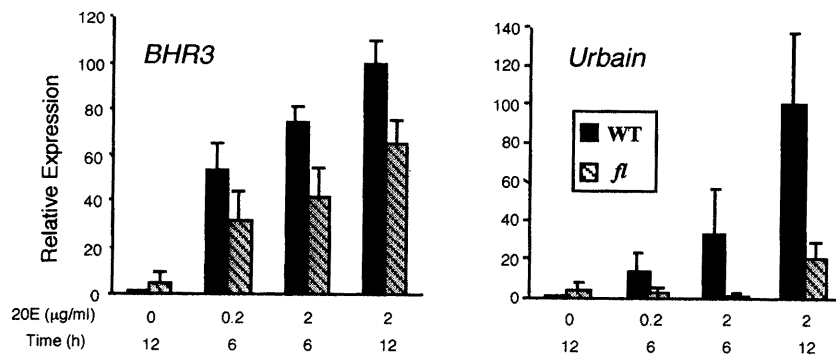 BHR3
Relative Expression
120
100
80
60
40
20
0
20E (μg/ml) 0 0.2 2 2
Time (h) 12 6 6 12
Urbain
140
120
100
80
60
40
20
0
WT
fl
0 0.2 2 2
12 6 6 12